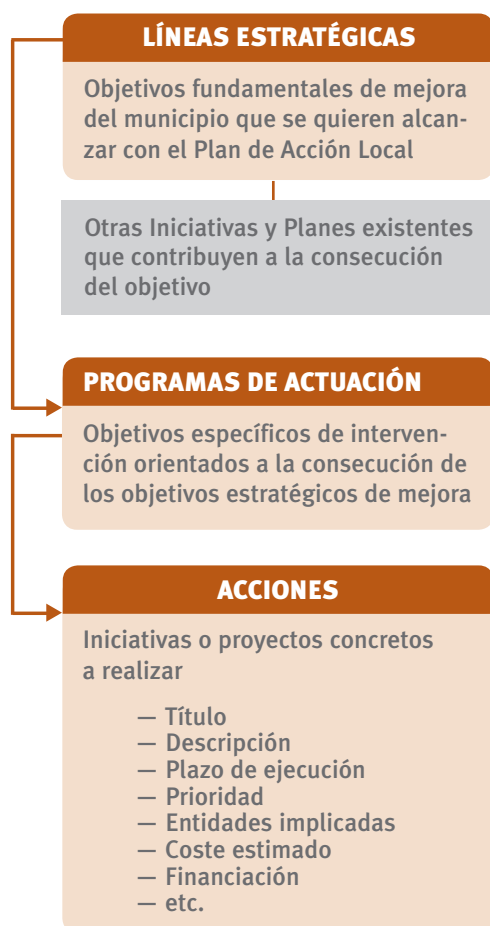 LÍNEAS ESTRATÉGICAS
Objetivos fundamentales de mejora
del municipio que se quieren alcan-
zar con el Plan de Acción Local
Otras Iniciativas y Planes existentes
que contribuyen a la consecución
del objetivo
PROGRAMAS DE ACTUACIÓN
Objetivos específicos de interven-
ción orientados a la consecución de
los objetivos estratégicos de mejora
ACCIONES
Iniciativas o proyectos concretos
a realizar
— Título
— Descripción
— Plazo de ejecución
— Prioridad
— Entidades implicadas
— Coste estimado
— Financiación
— etc.